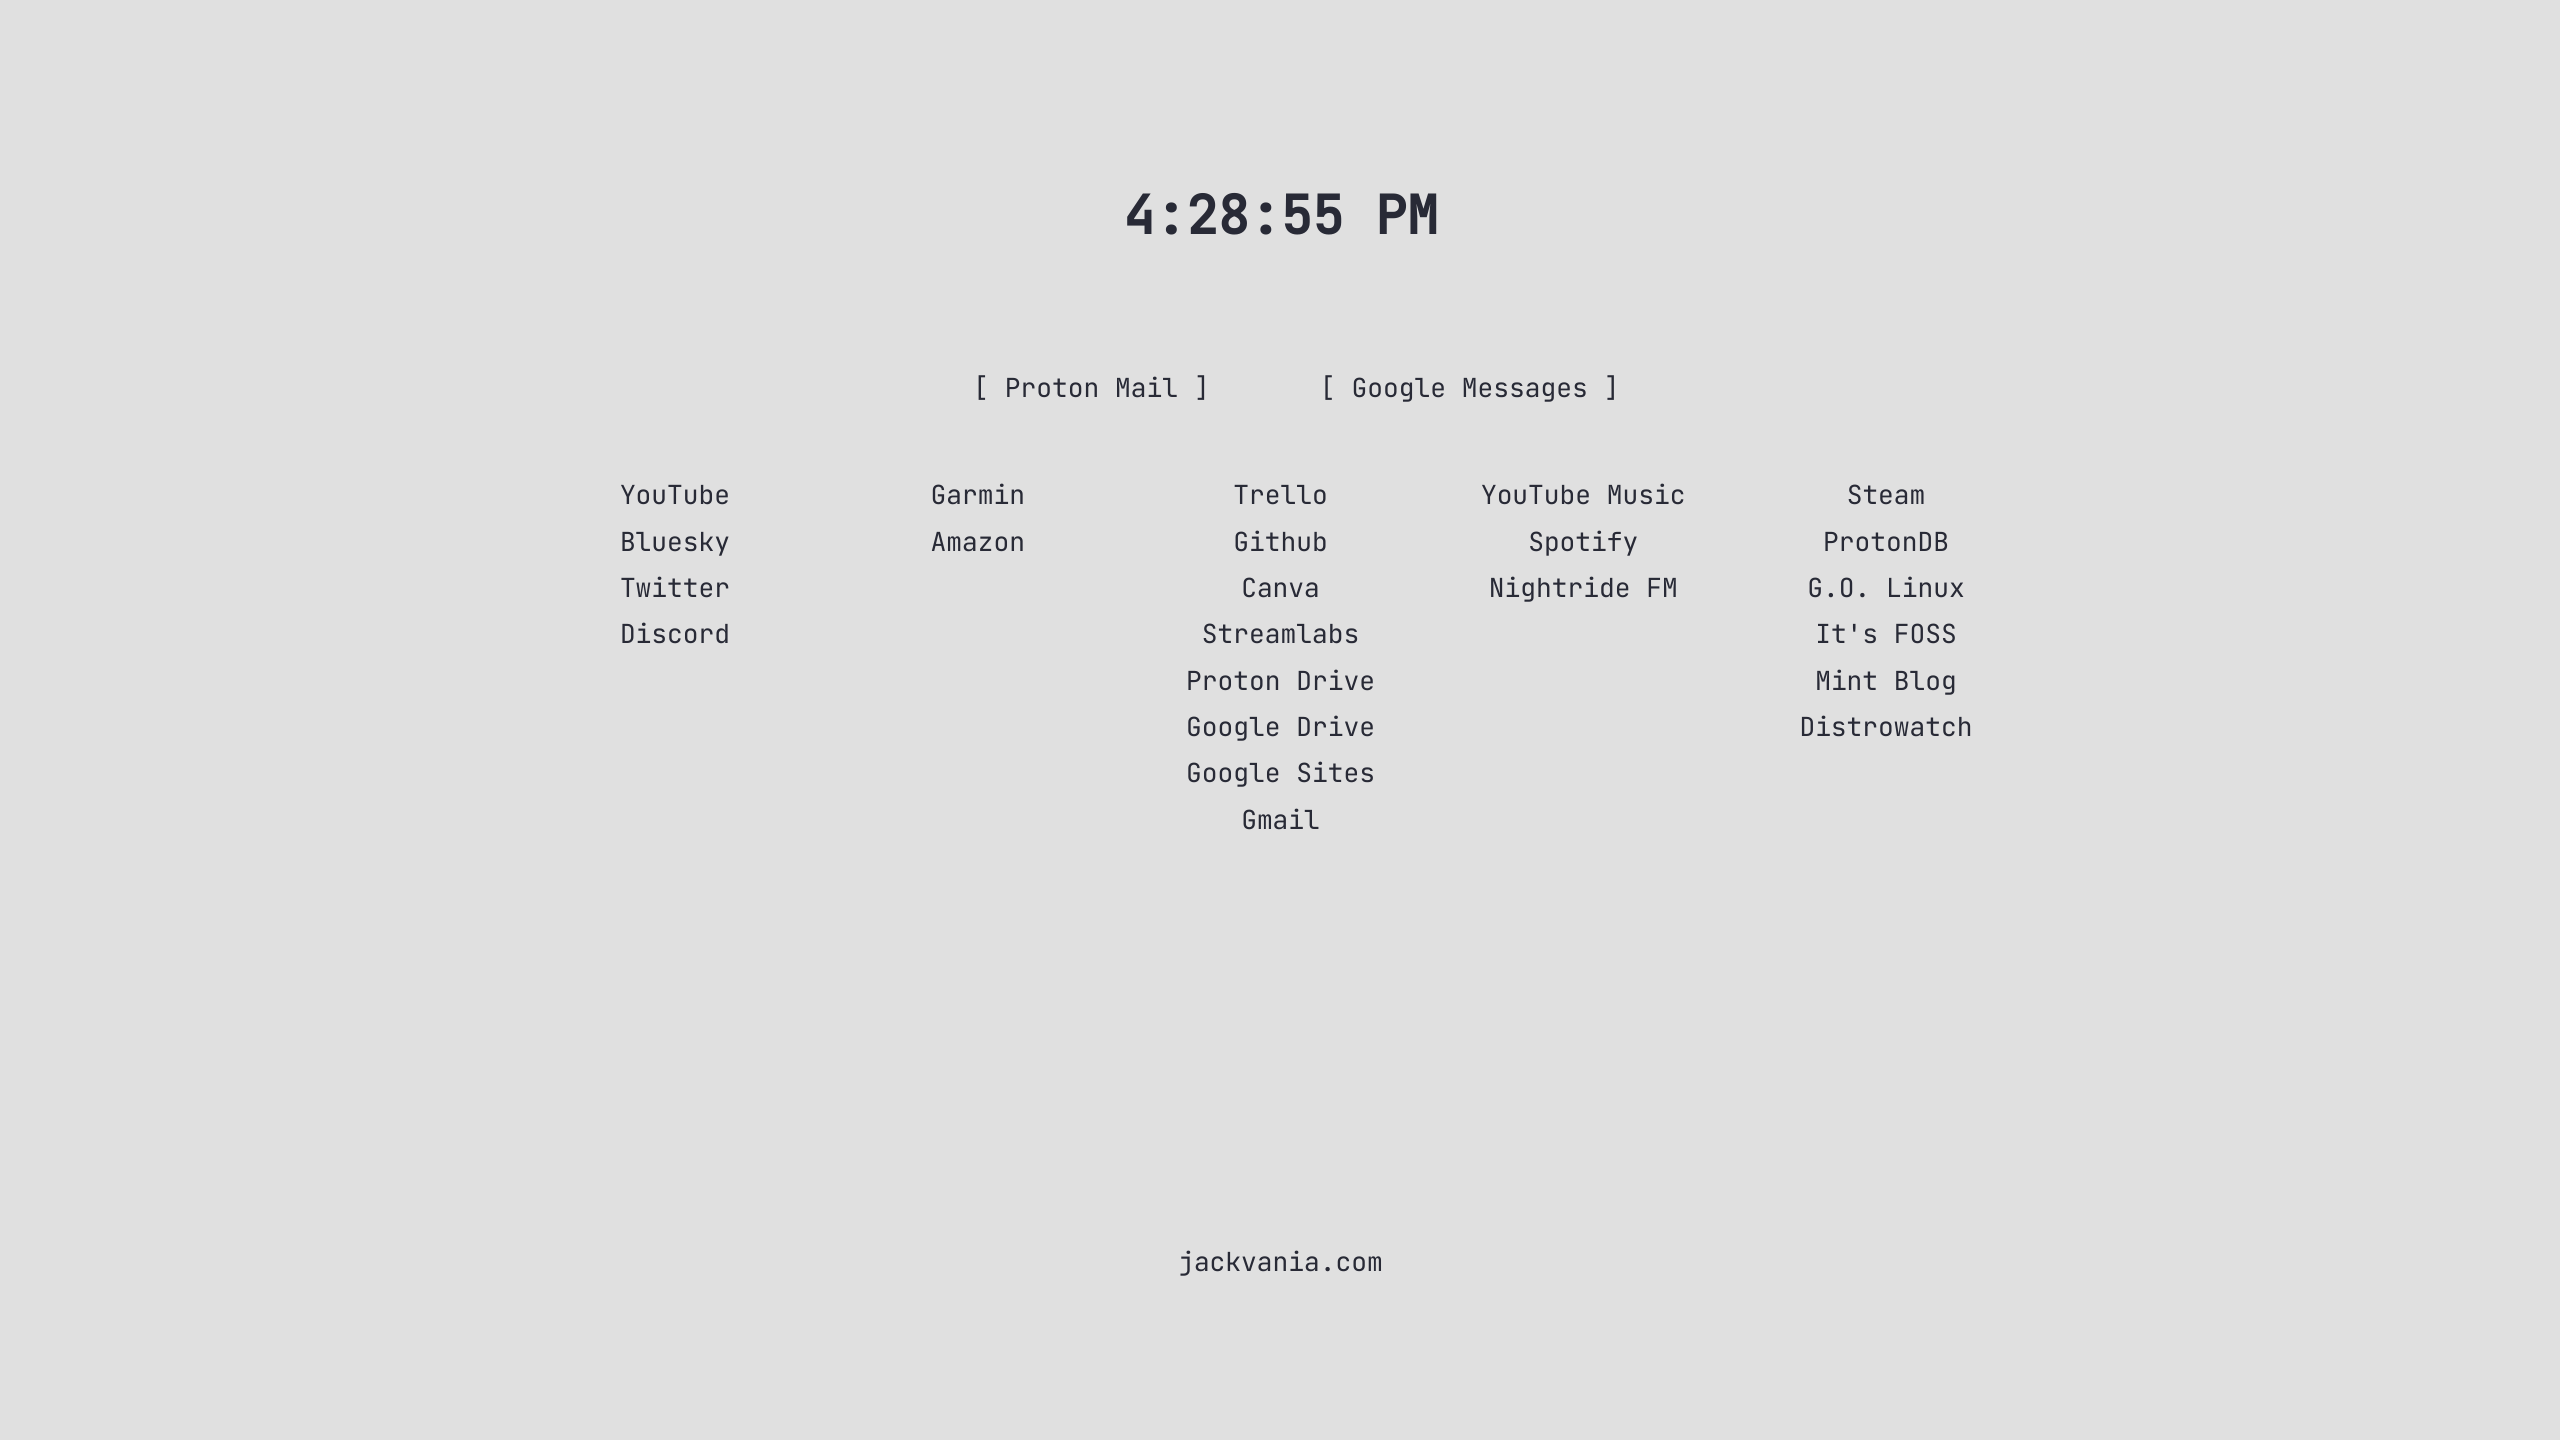 4:28:55 PM
[ Proton Mail ] [ Google Messages ]
YouTube Garmin Trello YouTube Music Steam
Bluesky Amazon Github Spotify ProtonDB
Twitter Canva Nightride FM G.O. Linux
Discord Streamlabs It's FOSS
Proton Drive Mint Blog
Google Drive Distrowatch
Google Sites
Gmail
jackvania.com